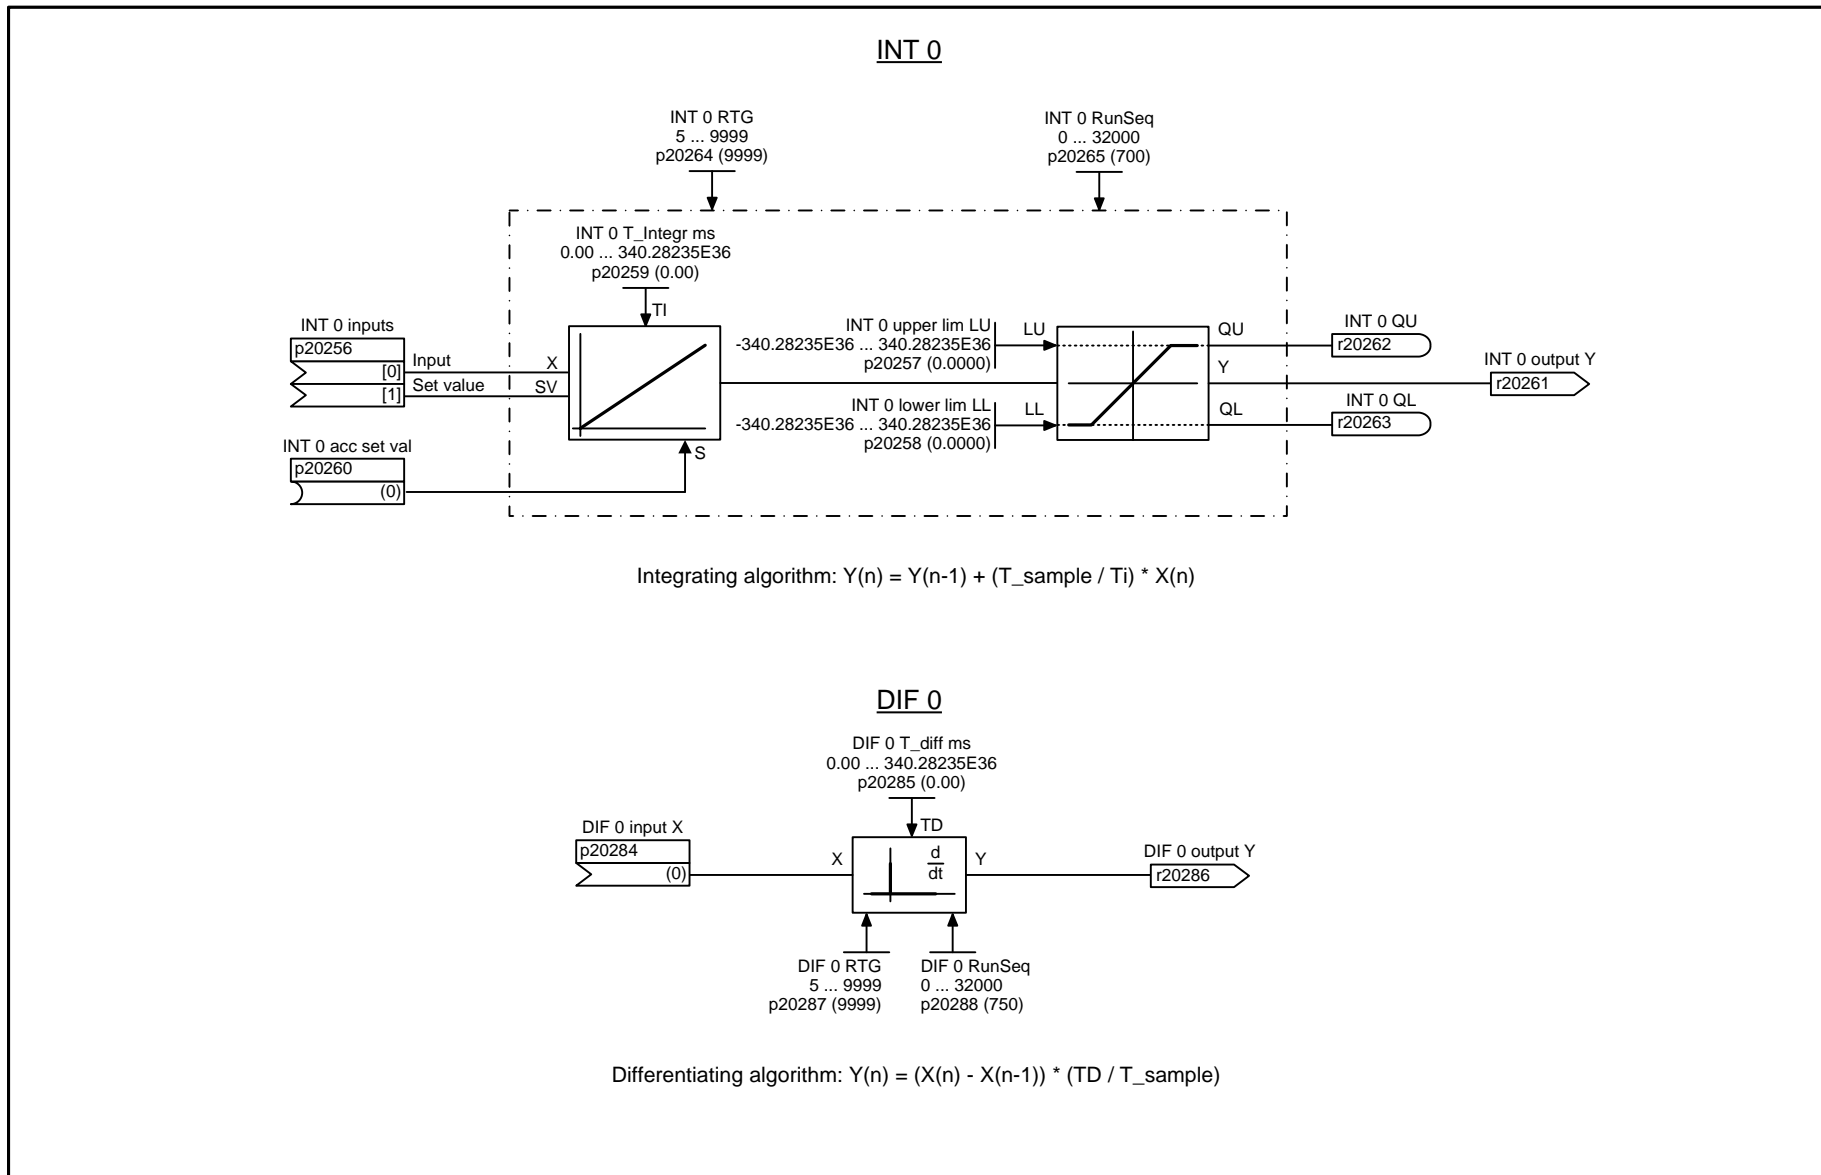 INT 0
INT 0 RTG
5 ... 9999
p20264 (9999)
INT 0 RunSeq
0 ... 32000
p20265 (700)
INT 0 T_Integr ms
0.00 ... 340.28235E36
p20259 (0.00)
TI
INT 0 inputs
p20256
[0]
[1]
Input
Set value
X
SV
INT 0 acc set val
p20260
(0)
S
INT 0 upper lim LU
-340.28235E36 ... 340.28235E36
p20257 (0.0000)
LU
INT 0 lower lim LL
-340.28235E36 ... 340.28235E36
p20258 (0.0000)
LL
QU
Y
QL
INT 0 QU
r20262
INT 0 output Y
r20261
INT 0 QL
r20263
Integrating algorithm: Y(n) = Y(n-1) + (T_sample / Ti) * X(n)
DIF 0
DIF 0 T_diff ms
0.00 ... 340.28235E36
p20285 (0.00)
TD
DIF 0 input X
p20284
(0)
X
d
dt
Y
DIF 0 output Y
r20286
DIF 0 RTG
5 ... 9999
p20287 (9999)
DIF 0 RunSeq
0 ... 32000
p20288 (750)
Differentiating algorithm: Y(n) = (X(n) - X(n-1)) * (TD / T_sample)